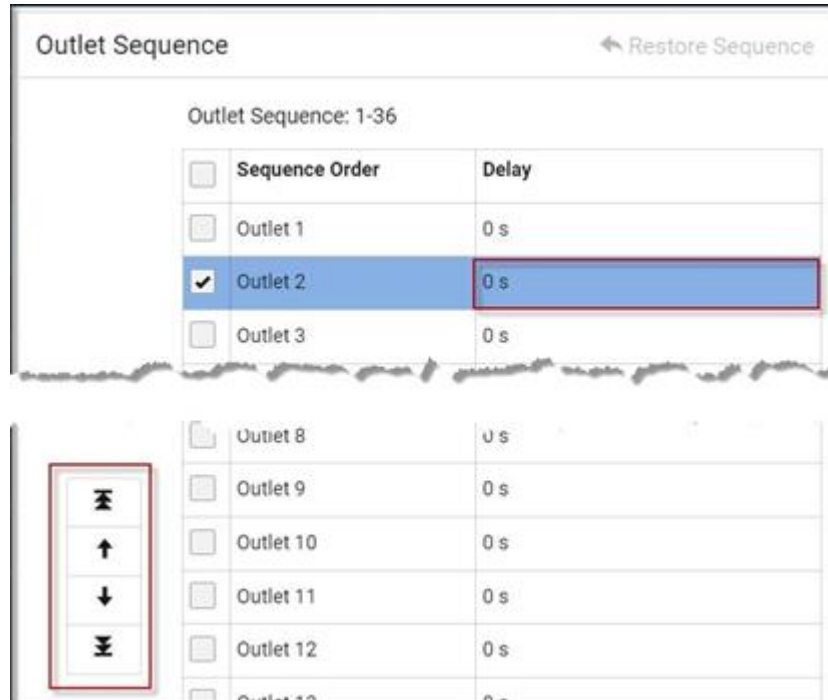 Outlet Sequence
Restore Sequence
Outlet Sequence: 1-36
Sequence Order Delay
Outlet 1 0 s
Outlet 2 0 s
Outlet 3 0 s
Outlet 8 0 s
Outlet 9 0 s
Outlet 10 0 s
Outlet 11 0 s
Outlet 12 0 s